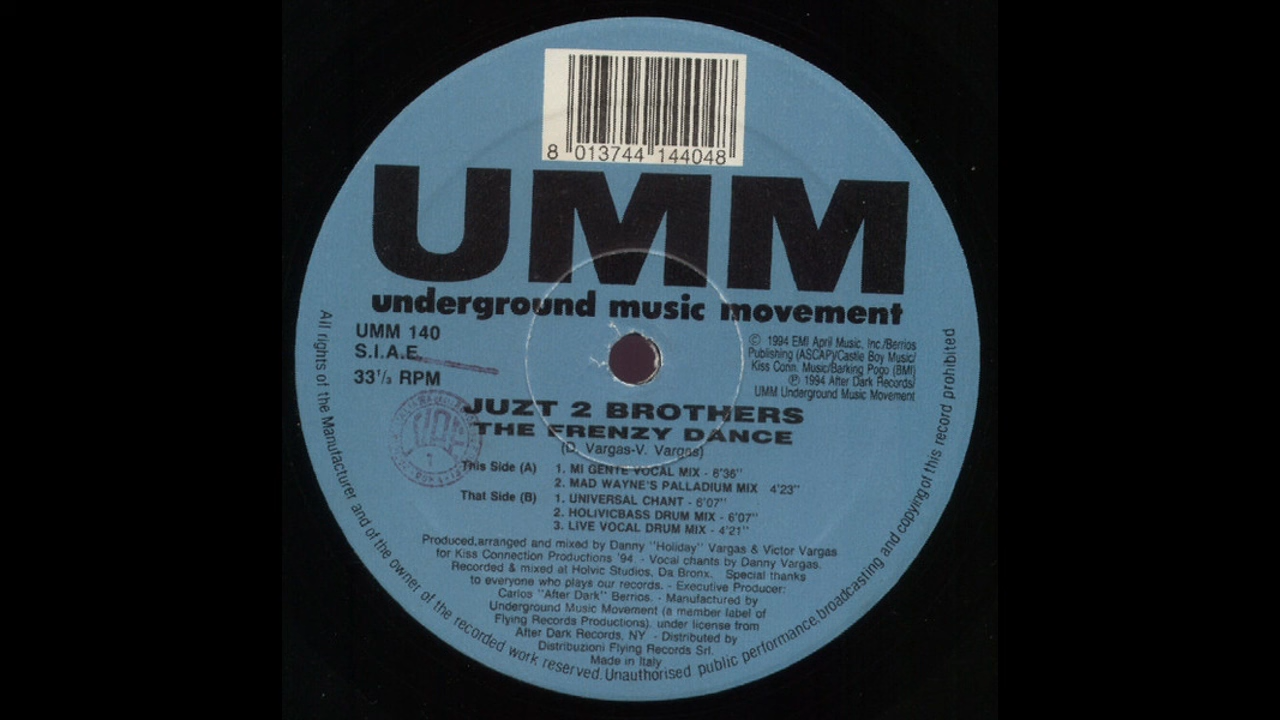 8 013744 144048
UMM
underground music movement
UMM 140
S.I.A.E.
33 1/3 RPM
© 1994 EMI April Music, Inc./Berrios
Publishing (ASCAP)/Castle Boy Music/
Kiss Conn. Music/Barking Pogo (BMI)
℗ 1994 After Dark Records/
UMM Underground Music Movement
JUZT 2 BROTHERS
THE FRENZY DANCE
(D. Vargas-V. Vargas)
This Side (A) 1. MI GENTE VOCAL MIX - 6'36''
2. MAD WAYNE'S PALLADIUM MIX 4'23''
That Side (B) 1. UNIVERSAL CHANT - 6'07''
2. HOLIVICBASS DRUM MIX - 6'07''
3. LIVE VOCAL DRUM MIX - 4'21''
Produced,arranged and mixed by Danny "Holiday" Vargas & Victor Vargas
for Kiss Connection Productions '94. - Vocal chants by Danny Vargas.
Recorded & mixed at Holvic Studios, Da Bronx. Special thanks
to everyone who plays our records. - Executive Producer:
Carlos "After Dark" Berrios. - Manufactured by
Underground Music Movement (a member label of
Flying Records Productions). under license from
After Dark Records, NY - Distributed by
Distribuzioni Flying Records Srl.
Made in Italy
All rights of the Manufacturer and of the owner of the recorded work reserved. Unauthorised public performance, broadcasting and copying of this record prohibited